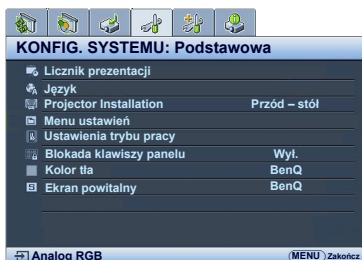 KONFIG. SYSTEMU: Podstawowa
Licznik prezentacji
Język
Projector Installation Przód – stół
Menu ustawień
Ustawienia trybu pracy
Blokada klawiszy panelu Wył.
Kolor tła BenQ
Ekran powitalny BenQ
Analog RGB MENU Zakończ